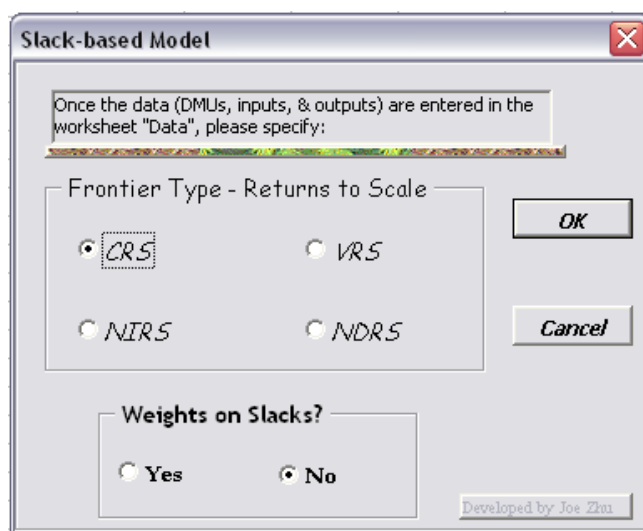 Slack-based Model
Once the data (DMUs, inputs, & outputs) are entered in the
worksheet "Data", please specify:
Frontier Type - Returns to Scale
CRS
VRS
OK
NIRS
NDRS
Cancel
Weights on Slacks?
Yes
No
Developed by Joe Zhu